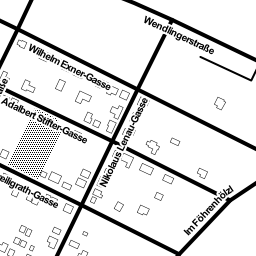 Wendlingerstraße
Wilhelm Exner-Gasse
Adalbert Stifter-Gasse
Nikolaus Lenau-Gasse
Im Föhrenhölzl